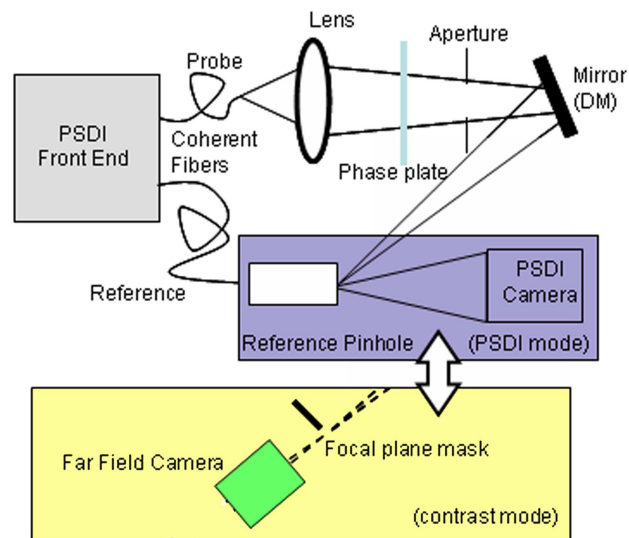 Lens
Probe
Aperture
Mirror
(DM)
PSDI
Front End
Coherent
Fibers
Phase plate
Reference
PSDI
Camera
Reference Pinhole
(PSDI mode)
Far Field Camera
Focal plane mask
(contrast mode)